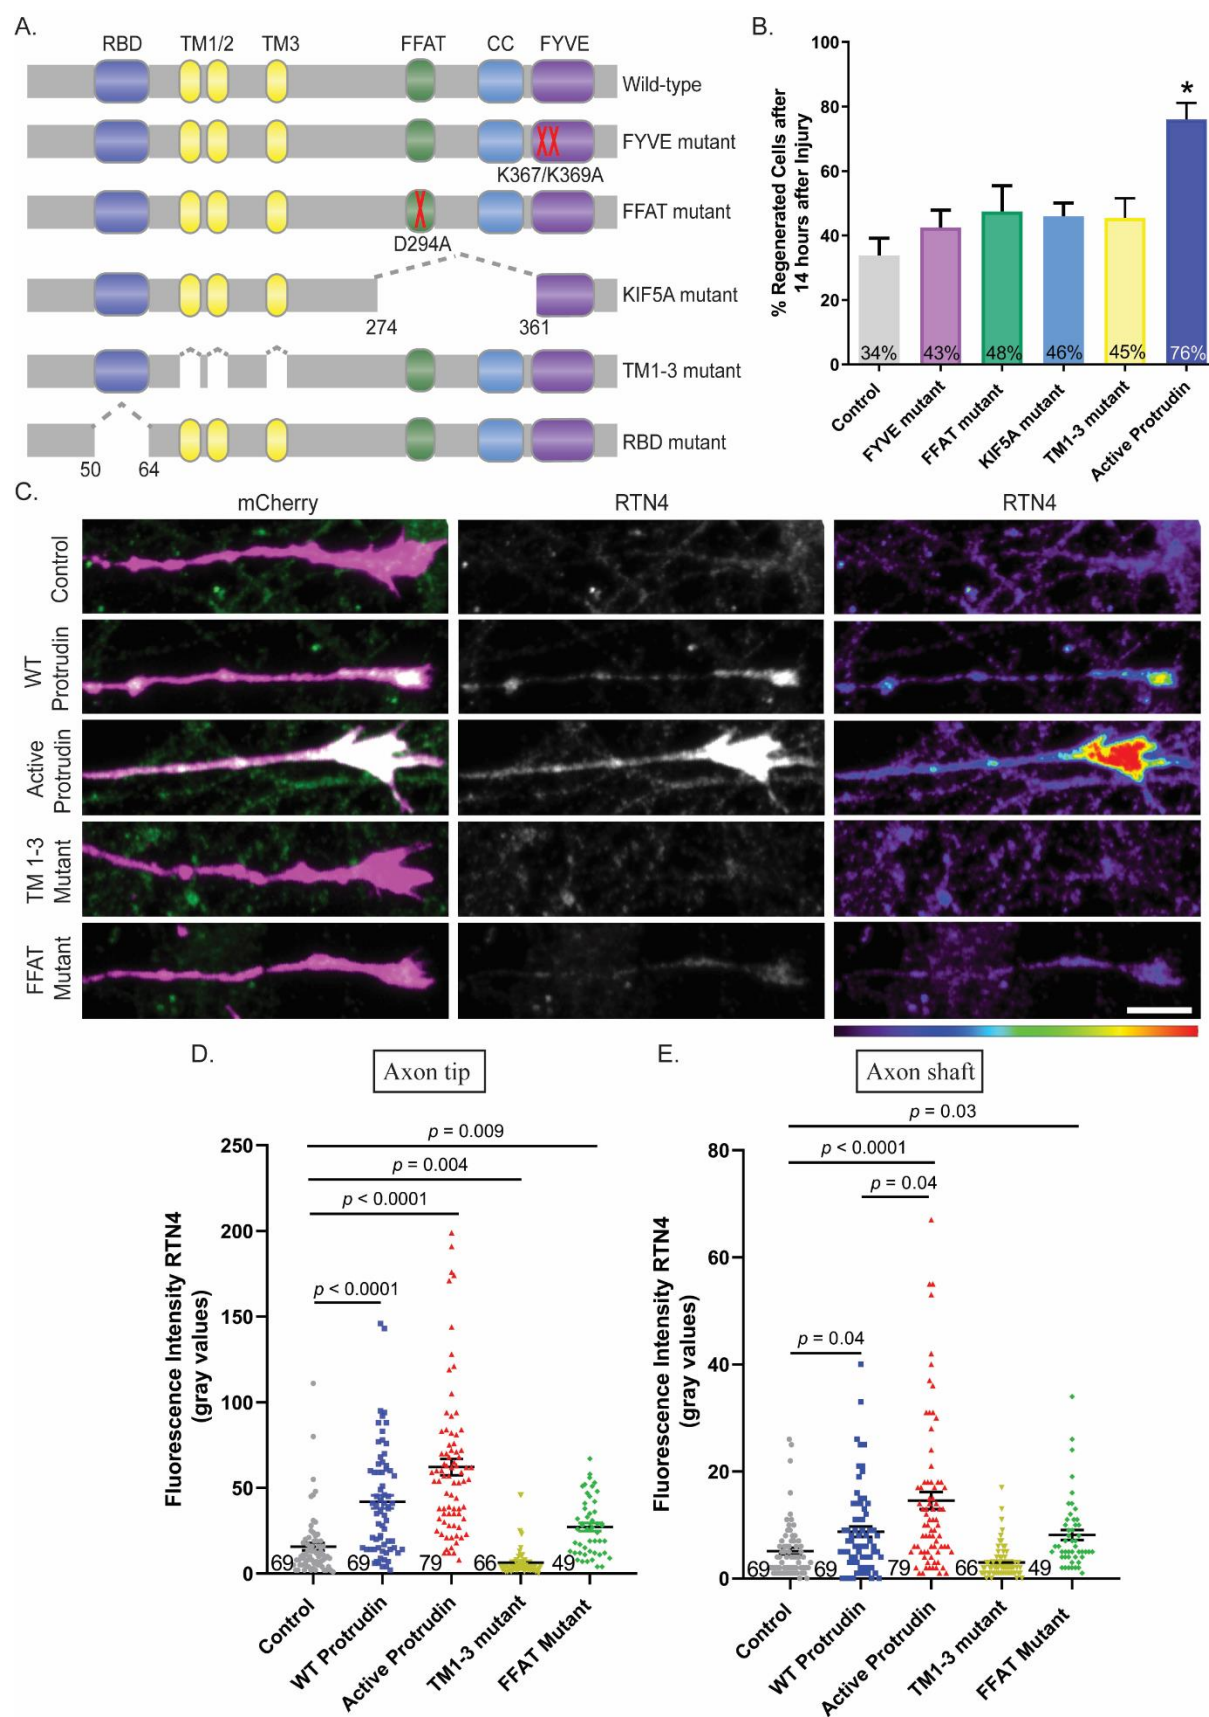 A.
RBD TM1/2 TM3 FFAT CC FYVE
Wild-type
FYVE mutant
K367/K369A
FFAT mutant
D294A
KIF5A mutant
274 361
TM1-3 mutant
RBD mutant
50 64
B.
% Regenerated Cells after
14 hours after Injury
100
80
60
40
20
0
*
34% 43% 48% 46% 45% 76%
Control
FYVE mutant
FFAT mutant
KIF5A mutant
TM1-3 mutant
Active Protrudin
C.
mCherry RTN4 RTN4
Control
WT
Protrudin
Active
Protrudin
TM 1-3
Mutant
FFAT
Mutant
D.
Axon tip
p = 0.009
p = 0.004
p < 0.0001
p < 0.0001
Fluorescence Intensity RTN4
(gray values)
250
200
150
100
50
0
69 69 79 66 49
Control
WT Protrudin
Active Protrudin
TM1-3 mutant
FFAT Mutant
E.
Axon shaft
p = 0.03
p < 0.0001
p = 0.04
p = 0.04
Fluorescence Intensity RTN4
(gray values)
80
60
40
20
0
69 69 79 66 49
Control
WT Protrudin
Active Protrudin
TM1-3 mutant
FFAT Mutant